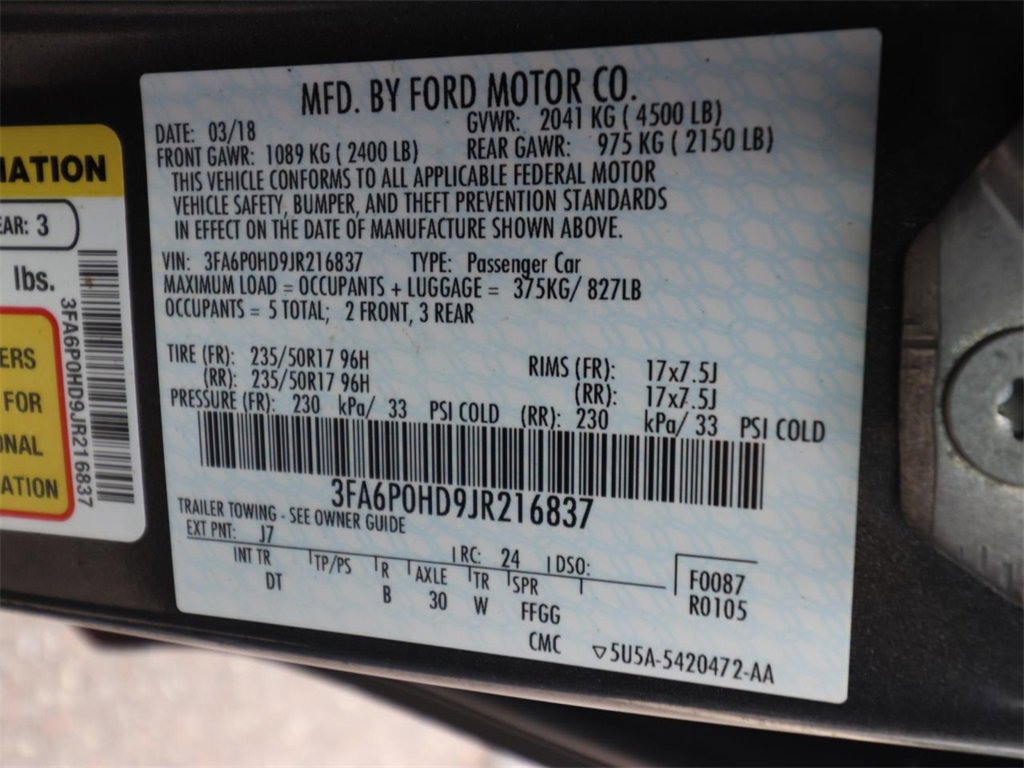 MFD. BY FORD MOTOR CO.
DATE: 03/18 GVWR: 2041 KG ( 4500 LB)
FRONT GAWR: 1089 KG ( 2400 LB) REAR GAWR: 975 KG ( 2150 LB)
THIS VEHICLE CONFORMS TO ALL APPLICABLE FEDERAL MOTOR
VEHICLE SAFETY, BUMPER, AND THEFT PREVENTION STANDARDS
IN EFFECT ON THE DATE OF MANUFACTURE SHOWN ABOVE.
VIN: 3FA6P0HD9JR216837 TYPE: Passenger Car
MAXIMUM LOAD = OCCUPANTS + LUGGAGE = 375KG/ 827LB
OCCUPANTS = 5 TOTAL; 2 FRONT, 3 REAR
TIRE (FR): 235/50R17 96H RIMS (FR): 17x7.5J
(RR): 235/50R17 96H (RR): 17x7.5J
PRESSURE (FR): 230 kPa/ 33 PSI COLD (RR): 230 kPa/ 33 PSI COLD
3FA6P0HD9JR216837
TRAILER TOWING - SEE OWNER GUIDE
EXT PNT: J7 RC: 24 DSO:
INT TR TP/PS R AXLE TR SPR
DT B 30 W FFGG
CMC
F0087
R0105
▽5U5A-5420472-AA
MATION
EAR: 3
lbs.
3FA6P0HD9JR216837
ERS
FOR
ONAL
ATION